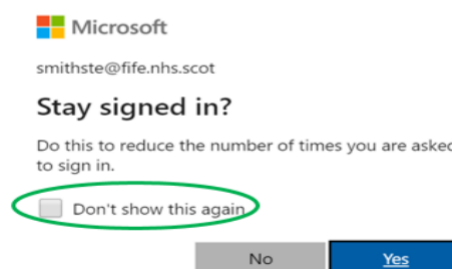 Microsoft
smithste@fife.nhs.scot
Stay signed in?
Do this to reduce the number of times you are asked
to sign in.
Don't show this again
No Yes